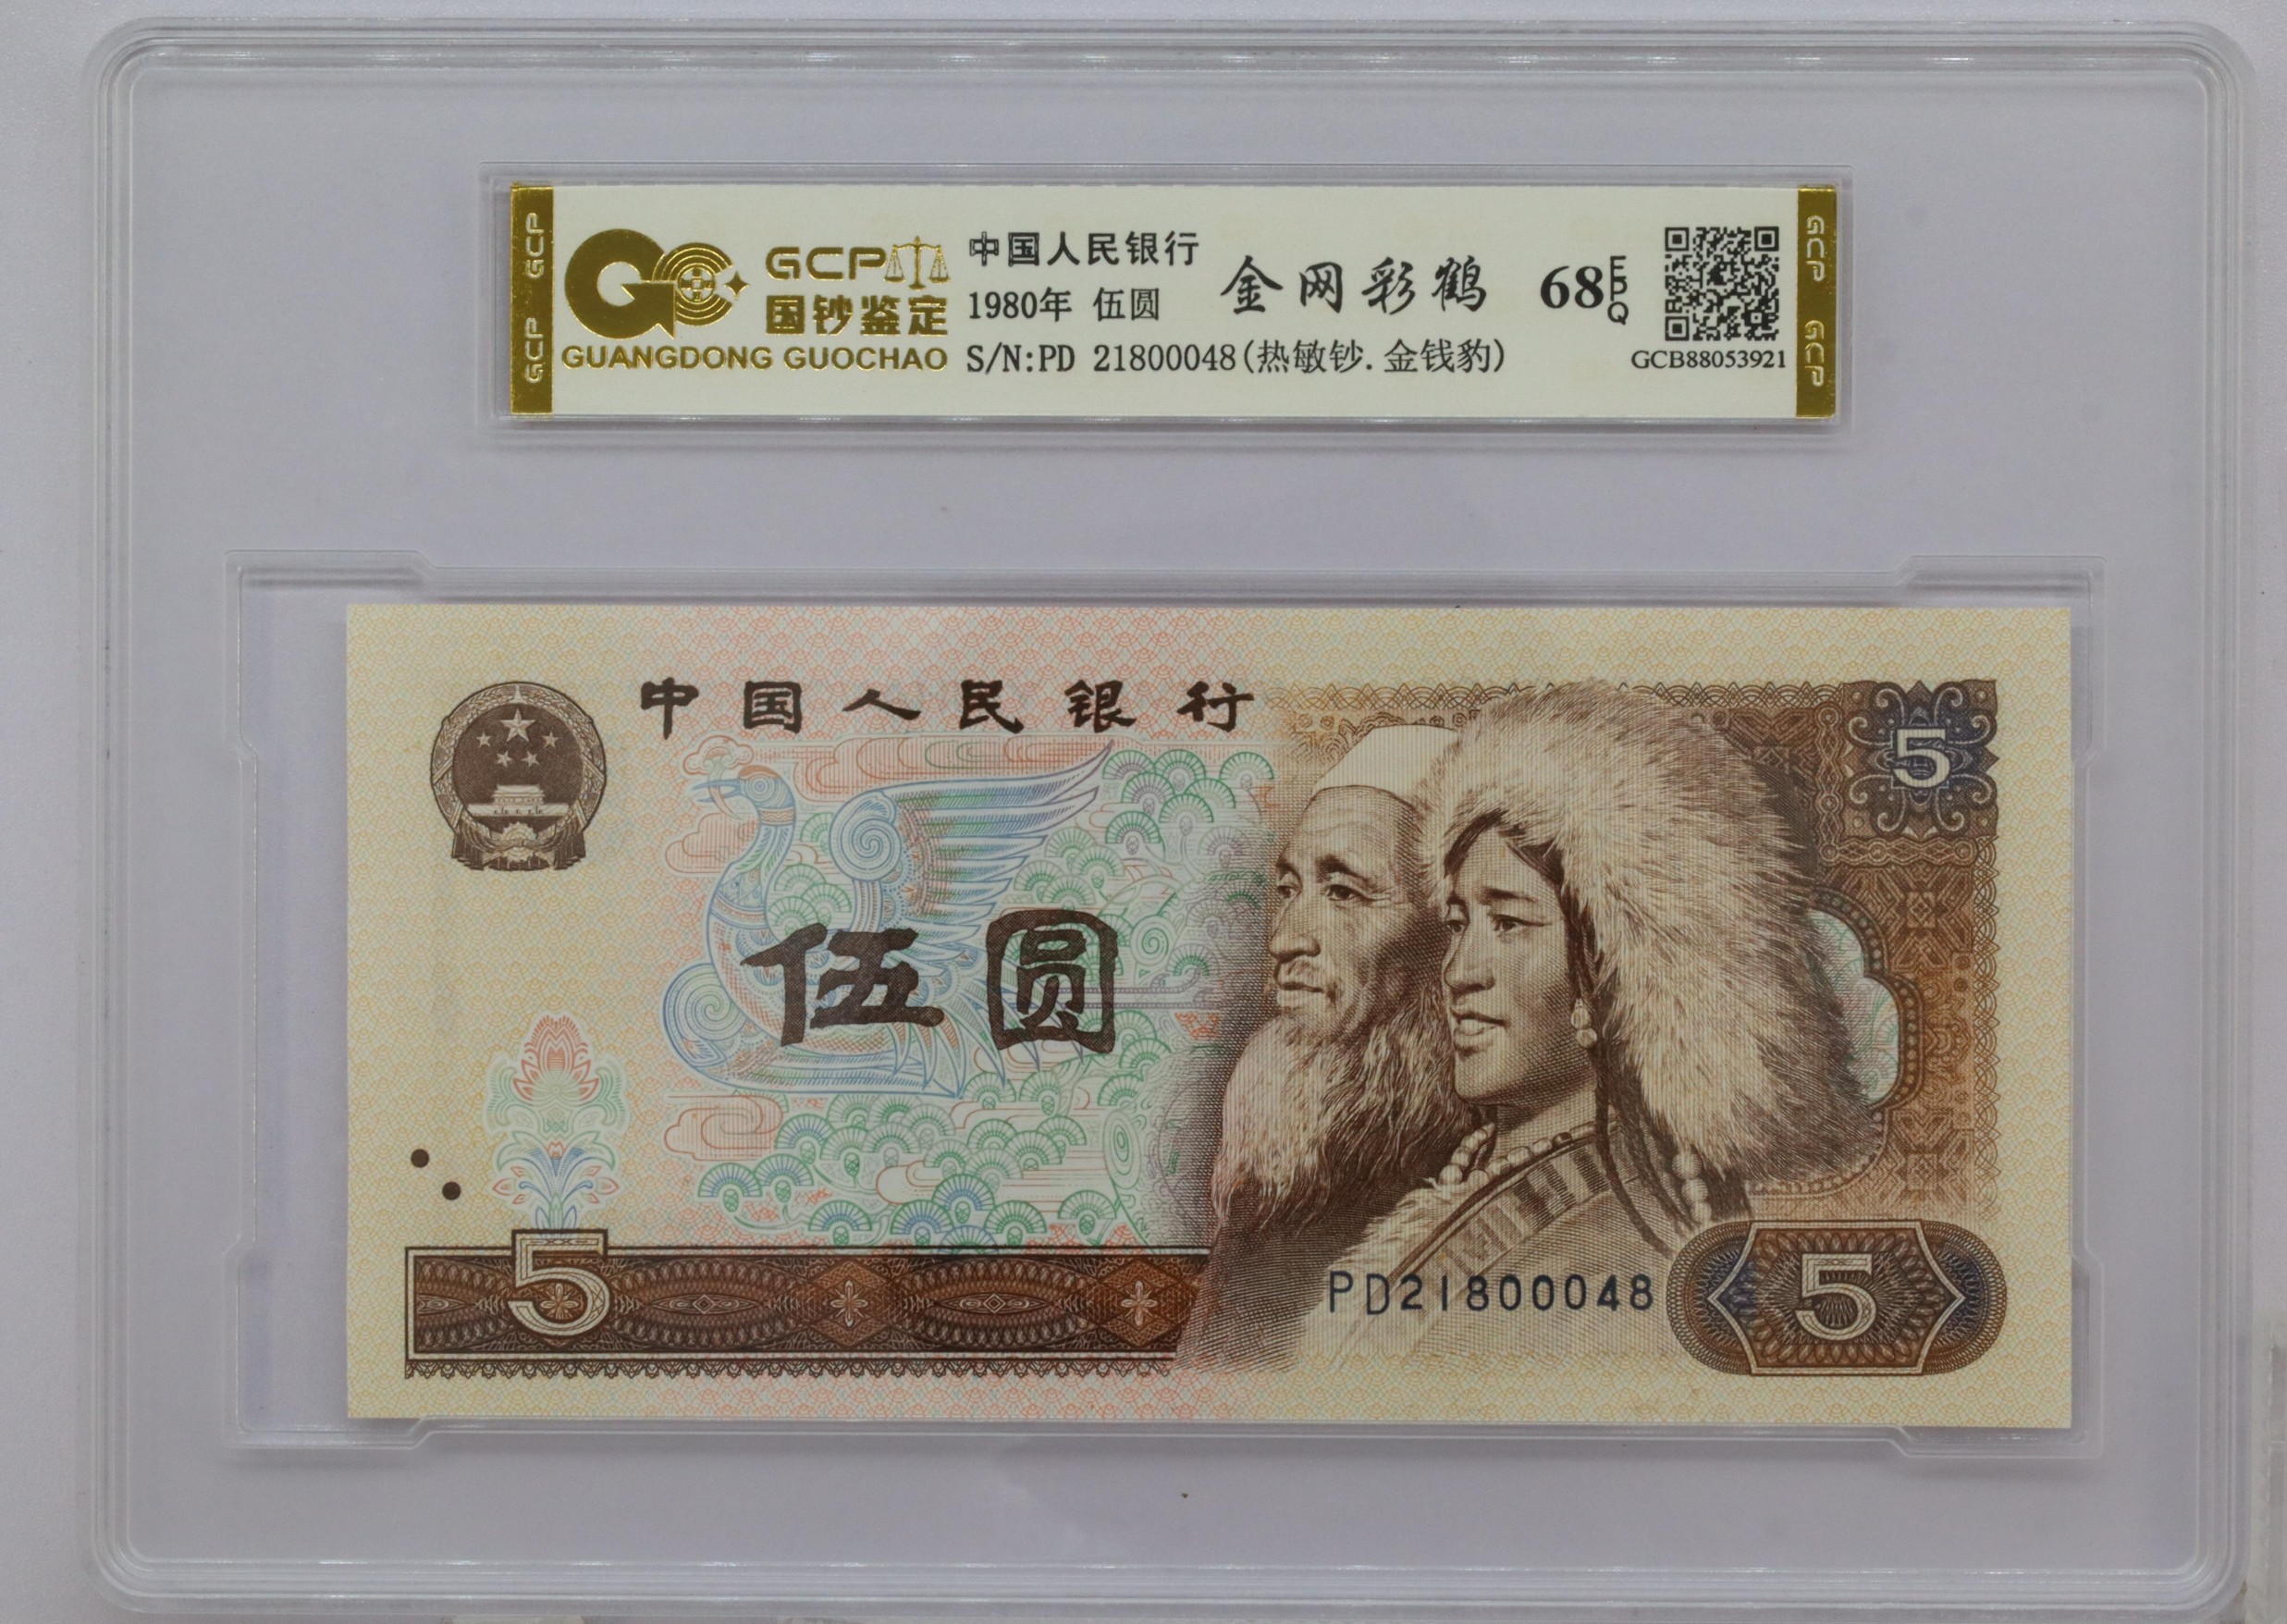 GCP GCP
GCP
国钞鉴定
GUANGDONG GUOCHAO
中国人民银行
1980年 伍圆
S/N:PD 21800048(热敏钞.金钱豹)
金网彩鹤
68 EPQ
GCB88053921
GCP GCP
中国人民银行
5
伍圆
5
PD21800048
5